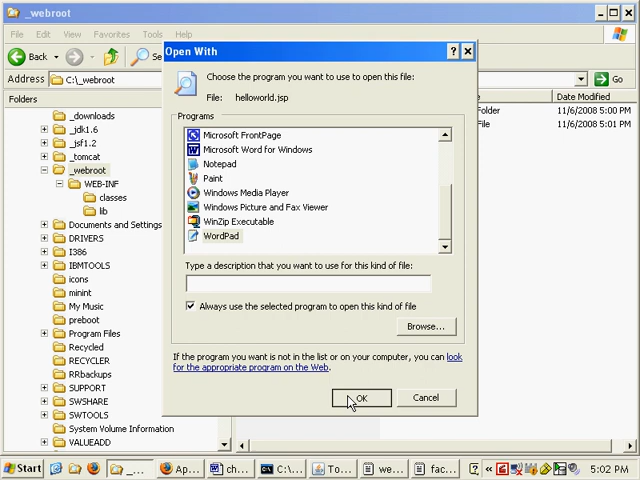 _webroot
File Edit View Favorites Tools Help
Back
Address C:\_webroot
Go
Folders
_downloads
_jdk1.6
_jsf1.2
_tomcat
_webroot
WEB-INF
classes
lib
Documents and Settings
DRIVERS
I386
IBMTOOLS
icons
minint
My Music
preboot
Program Files
Recycled
RECYCLER
RRbackups
SUPPORT
SWSHARE
SWTOOLS
System Volume Information
VALUEADD
Open With
Choose the program you want to use to open this file:
File: helloworld.jsp
Programs
Microsoft FrontPage
Microsoft Word for Windows
Notepad
Paint
Windows Media Player
Windows Picture and Fax Viewer
WinZip Executable
WordPad
Type a description that you want to use for this kind of file:
Always use the selected program to open this kind of file
Browse...
If the program you want is not in the list or on your computer, you can look
for the appropriate program on the Web.
OK Cancel
Date Modified
Folder 11/6/2008 5:00 PM
File 11/6/2008 5:01 PM
Start _... Ap... ch... C:\... To... we... fac... 5:02 PM